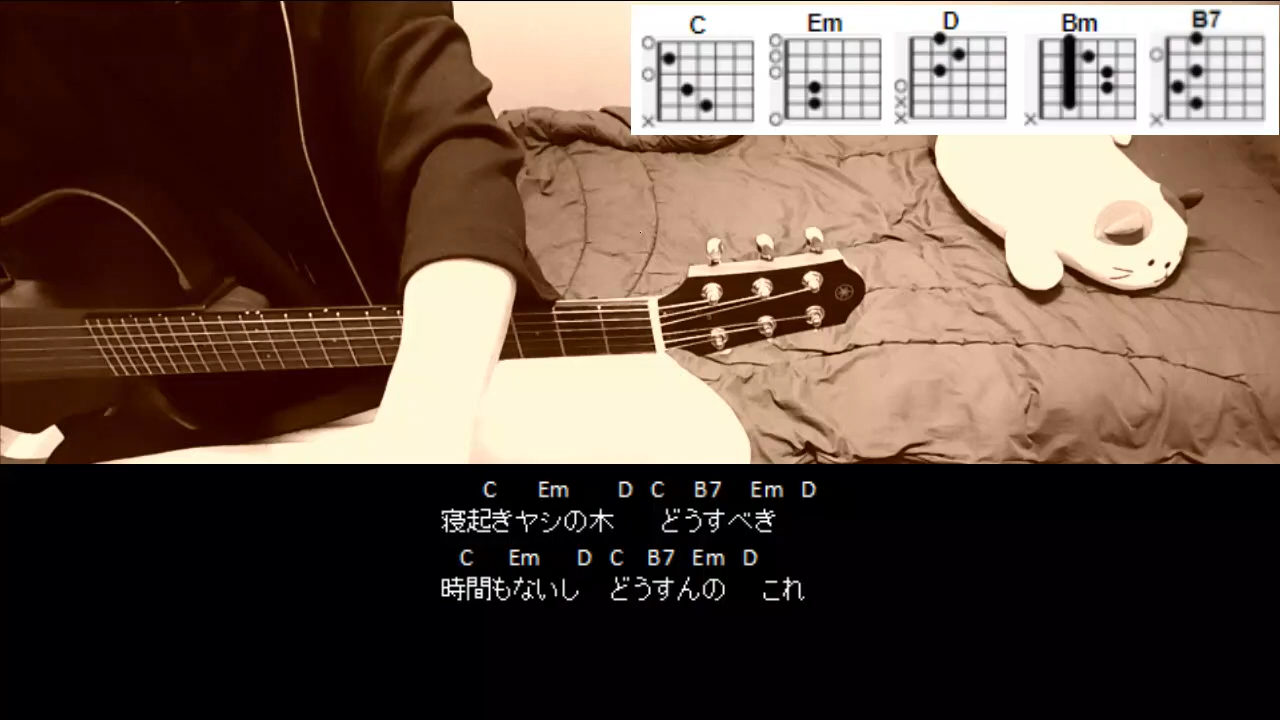 C Em D Bm B7
C Em D C B7 Em D
寝起きヤシの木 どうすべき
C Em D C B7 Em D
時間もないし どうすんの これ